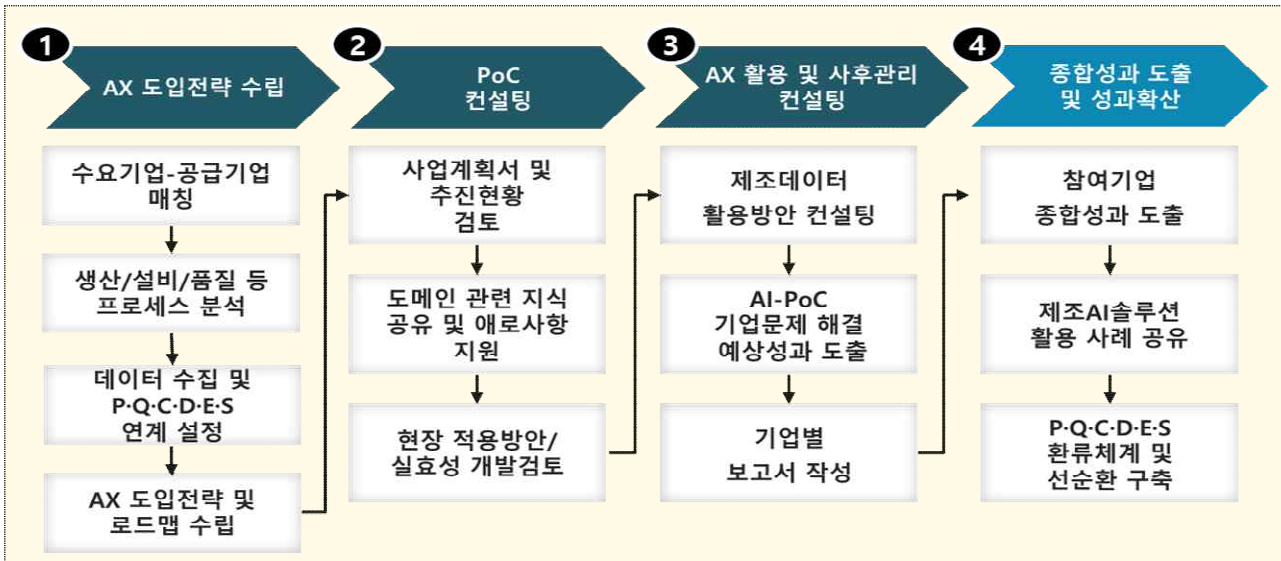 1
AX 도입전략 수립
수요기업-공급기업
매칭
생산/설비/품질 등
프로세스 분석
데이터 수집 및
P·Q·C·D·E·S
연계 설정
AX 도입전략 및
로드맵 수립
2
PoC
컨설팅
사업계획서 및
추진현황
검토
도메인 관련 지식
공유 및 애로사항
지원
현장 적용방안/
실효성 개발검토
3
AX 활용 및 사후관리
컨설팅
제조데이터
활용방안 컨설팅
AI-PoC
기업문제 해결
예상성과 도출
기업별
보고서 작성
4
종합성과 도출
및 성과확산
참여기업
종합성과 도출
제조AI솔루션
활용 사례 공유
P·Q·C·D·E·S
환류체계 및
선순환 구축